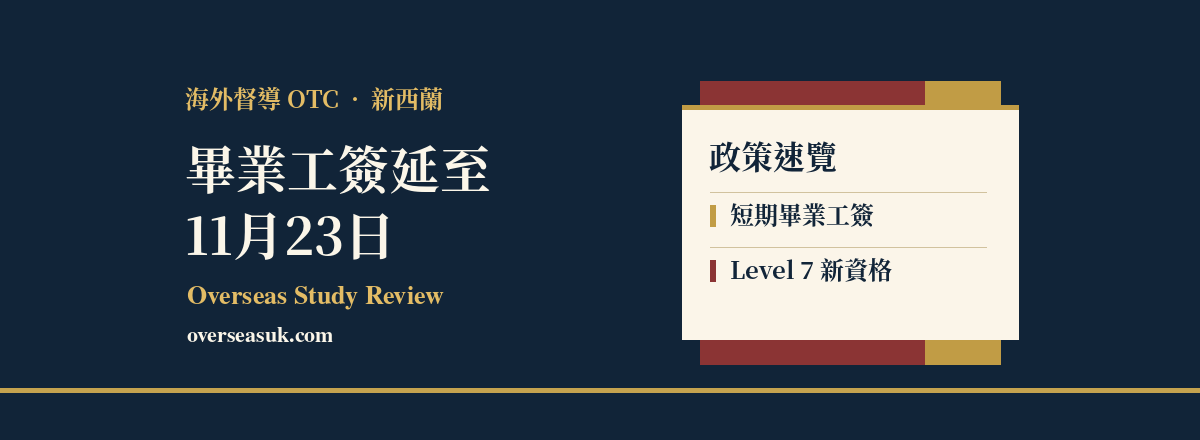 海外督導 OTC · 新西蘭
畢業工簽延至
11月23日
Overseas Study Review
overseasuk.com
政策速覽
短期畢業工簽
Level 7 新資格